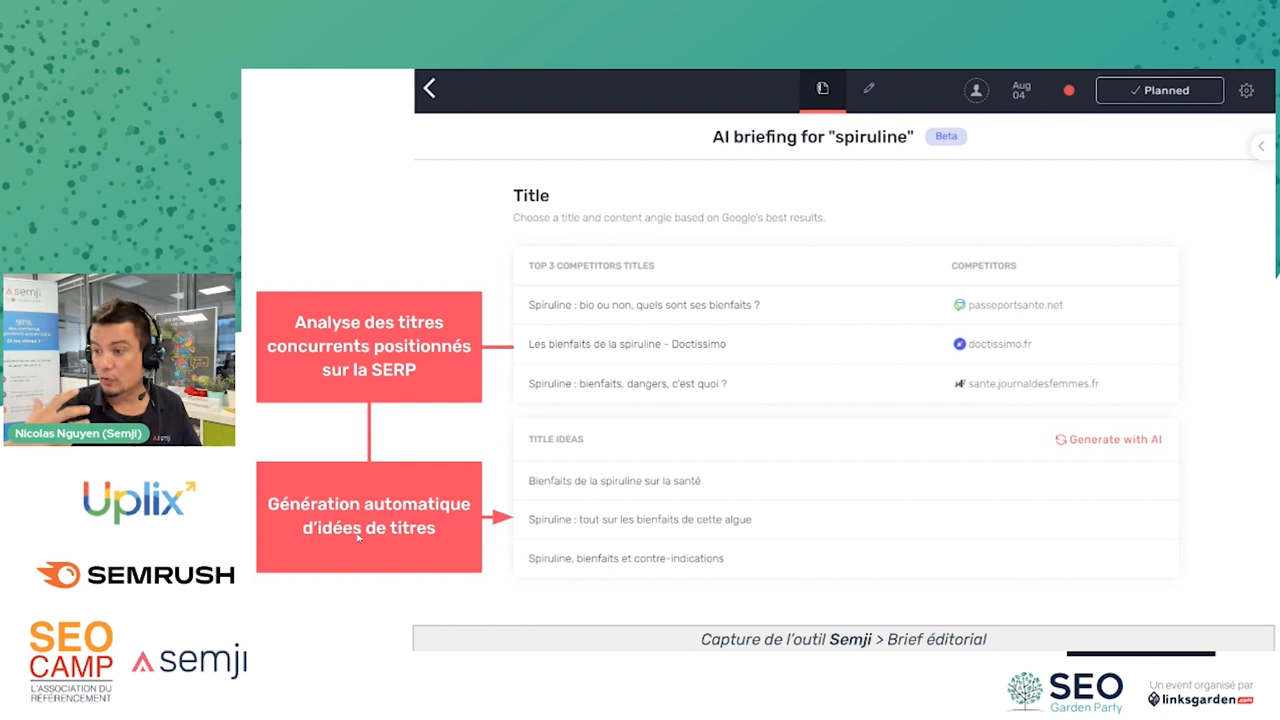 Aug
04
Planned
AI briefing for "spiruline"
Beta
Title
Choose a title and content angle based on Google's best results.
TOP 3 COMPETITORS TITLES
COMPETITORS
Spiruline : bio ou non, quels sont ses bienfaits ?
passeportsante.net
Les bienfaits de la spiruline - Doctissimo
doctissimo.fr
Spiruline : bienfaits, dangers, c'est quoi ?
sante.journaldesfemmes.fr
TITLE IDEAS
Generate with AI
Bienfaits de la spiruline sur la santé
Spiruline : tout sur les bienfaits de cette algue
Spiruline, bienfaits et contre-indications
Analyse des titres
concurrents positionnés
sur la SERP
Génération automatique
d'idées de titres
Capture de l'outil Semji > Brief éditorial
semji
91%
Nicolas Nguyen (Semji)
semji
Uplix
SEMRUSH
SEO
CAMP
L'ASSOCIATION DU
RÉFÉRENCEMENT
semji
SEO
Garden Party
Un event organisé par
linksgarden.com